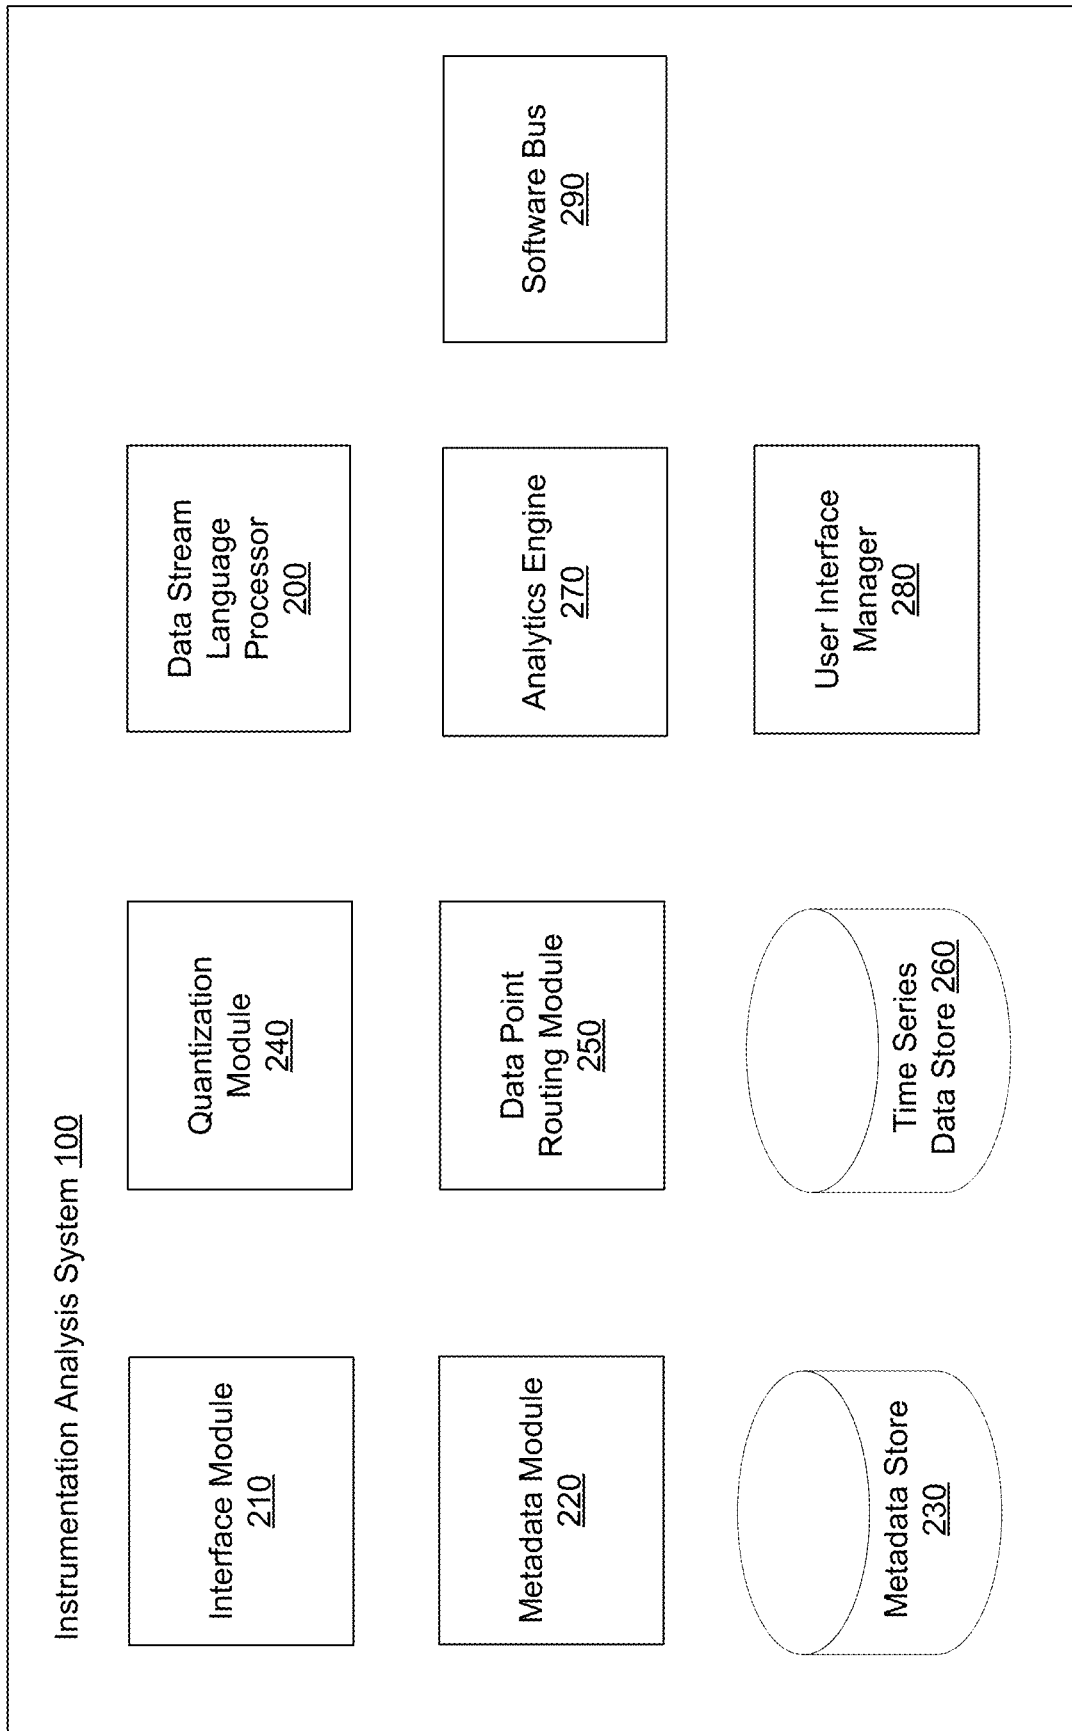 Instrumentation Analysis System 100
Interface Module
210
Quantization
Module
240
Data Stream
Language
Processor
200
Metadata Module
220
Data Point
Routing Module
250
Analytics Engine
270
Software Bus
290
Metadata Store
230
Time Series
Data Store 260
User Interface
Manager
280